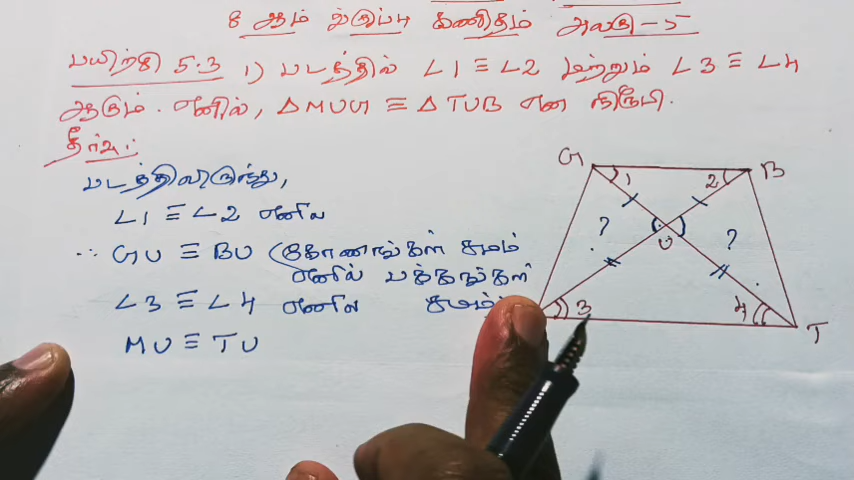 8 ஆம் வகுப்பு கணிதம் அலகு - 5
பயிற்சி 5.3 1) படத்தில் ∠1 ≡ ∠2 மற்றும் ∠3 ≡ ∠4
ஆகும். எனில், ΔMUG ≡ ΔTUB என நிரூபி.
தீர்வு:
படத்திலிருந்து,
∠1 ≡ ∠2 எனில்
∴ GU ≡ BU (கோணங்கள் சமம்
எனில் பக்கங்கள்
∠3 ≡ ∠4 எனில் சமம்)
MU ≡ TU
G 1 2 B
? U ?
3 4 T